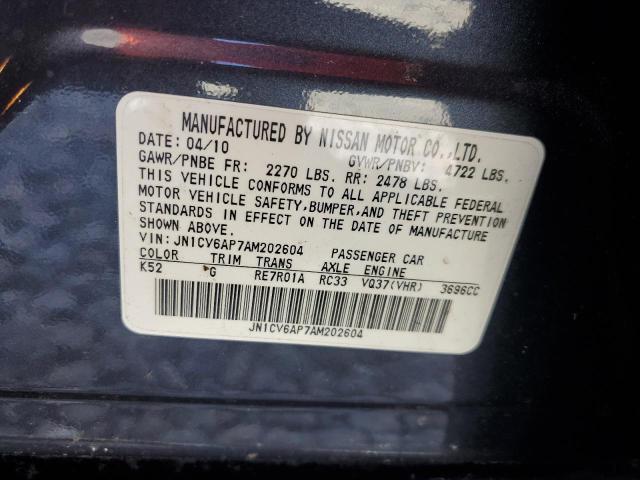 MANUFACTURED BY NISSAN MOTOR CO.,LTD.
DATE: 04/10 GVWR/PNBV: 4722 LBS.
GAWR/PNBE FR: 2270 LBS. RR: 2478 LBS.
THIS VEHICLE CONFORMS TO ALL APPLICABLE FEDERAL
MOTOR VEHICLE SAFETY,BUMPER,AND THEFT PREVENTION
STANDARDS IN EFFECT ON THE DATE OF MANUFACTURE
SHOWN ABOVE.
VIN: JN1CV6AP7AM202604 PASSENGER CAR
COLOR TRIM TRANS AXLE ENGINE
K52 G RE7R01A RC33 VQ37(VHR) 3696CC
JN1CV6AP7AM202604